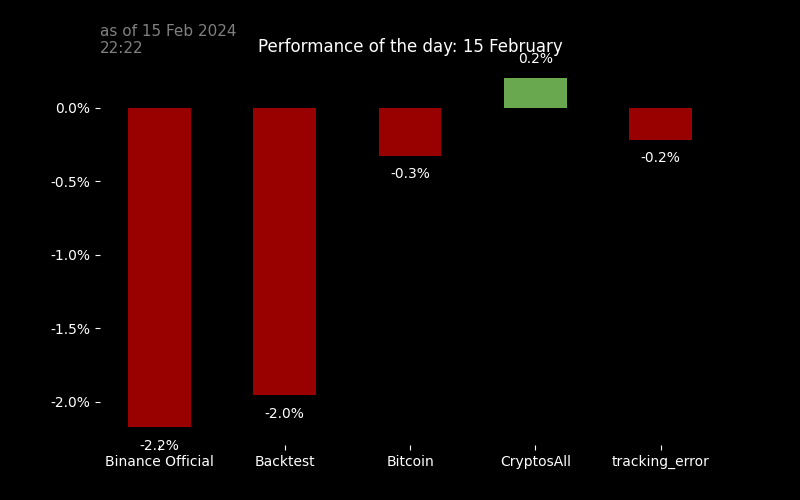 as of 15 Feb 2024
22:22
Performance of the day: 15 February
0.2%
0.0%
-0.5%
-1.0%
-1.5%
-2.0%
-0.3%
-0.2%
-2.0%
-2.2%
Binance Official
Backtest
Bitcoin
CryptosAll
tracking_error